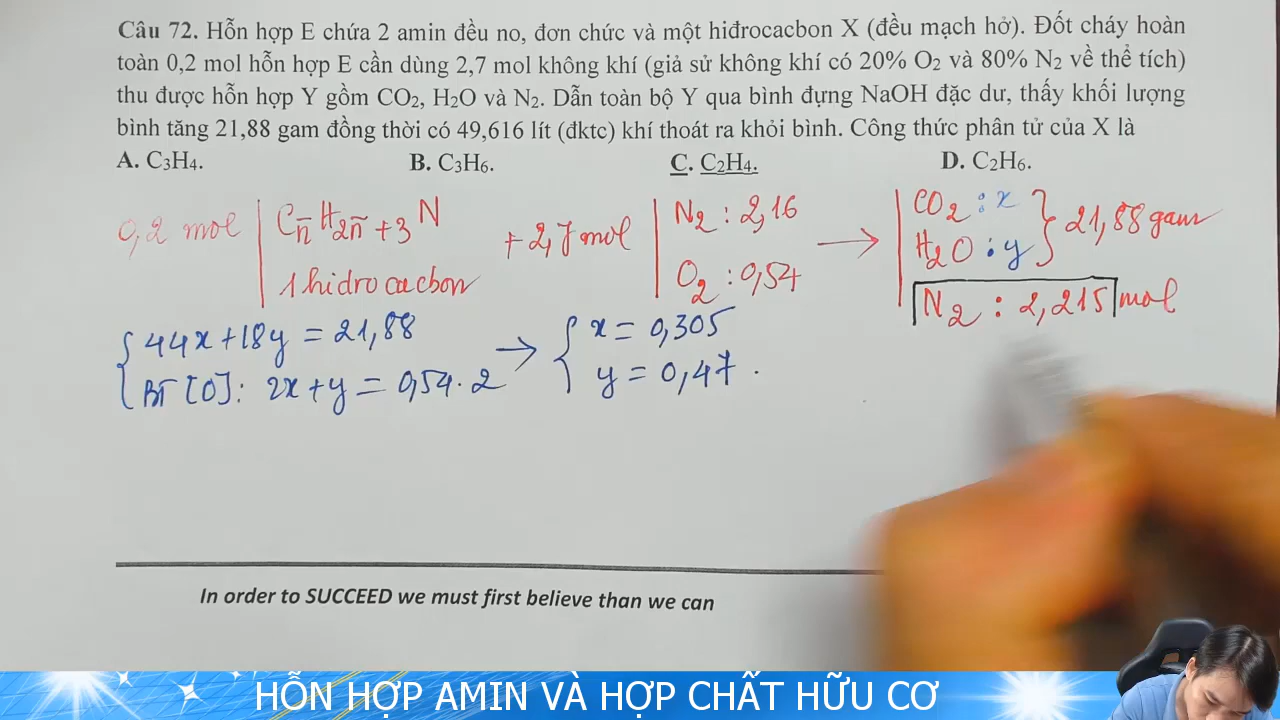 Câu 72. Hỗn hợp E chứa 2 amin đều no, đơn chức và một hiđrocacbon X (đều mạch hở). Đốt cháy hoàn
toàn 0,2 mol hỗn hợp E cần dùng 2,7 mol không khí (giả sử không khí có 20% O₂ và 80% N₂ về thể tích)
thu được hỗn hợp Y gồm CO₂, H₂O và N₂. Dẫn toàn bộ Y qua bình đựng NaOH đặc dư, thấy khối lượng
bình tăng 21,88 gam đồng thời có 49,616 lít (đktc) khí thoát ra khỏi bình. Công thức phân tử của X là
A. C₃H₄. B. C₃H₆. C. C₂H₄. D. C₂H₆.
0,2 mol | Cn̄ H2n̄+3 N
1 hidrocacbon
+ 2,7 mol | N₂ : 2,16
O₂ : 0,54
→ | CO₂ : x } 21,88 gam
H₂O : y
N₂ : 2,215 mol
{ 44x + 18y = 21,88
BT [O] : 2x + y = 0,54 . 2
→ { x = 0,305
y = 0,47 .
In order to SUCCEED we must first believe than we can
HỖN HỢP AMIN VÀ HỢP CHẤT HỮU CƠ